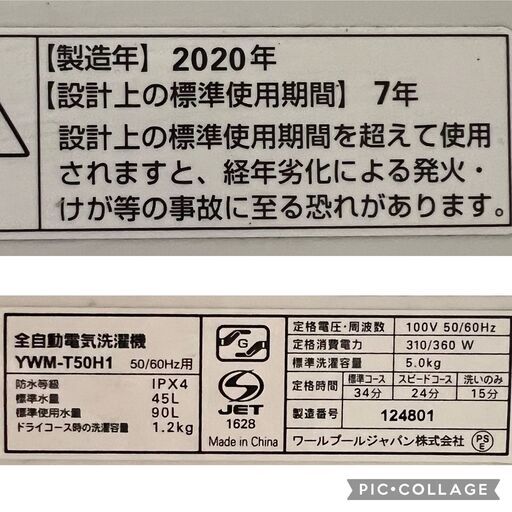 【製造年】2020年
【設計上の標準使用期間】7年
設計上の標準使用期間を超えて使用
されますと、経年劣化による発火・
けが等の事故に至る恐れがあります。
全自動電気洗濯機
YWM-T50H1 50/60Hz用
防水等級 IPX4
標準水量 45L
標準使用水量 90L
ドライコース時の洗濯容量 1.2kg
G
S
JET
1628
Made in China
定格電圧・周波数 100V 50/60Hz
定格消費電力 310/360 W
標準洗濯容量 5.0kg
定格時間 標準コース スピードコース 洗いのみ
34分 24分 15分
製造番号 124801
ワールプールジャパン株式会社 PSE
PIC•COLLAGE